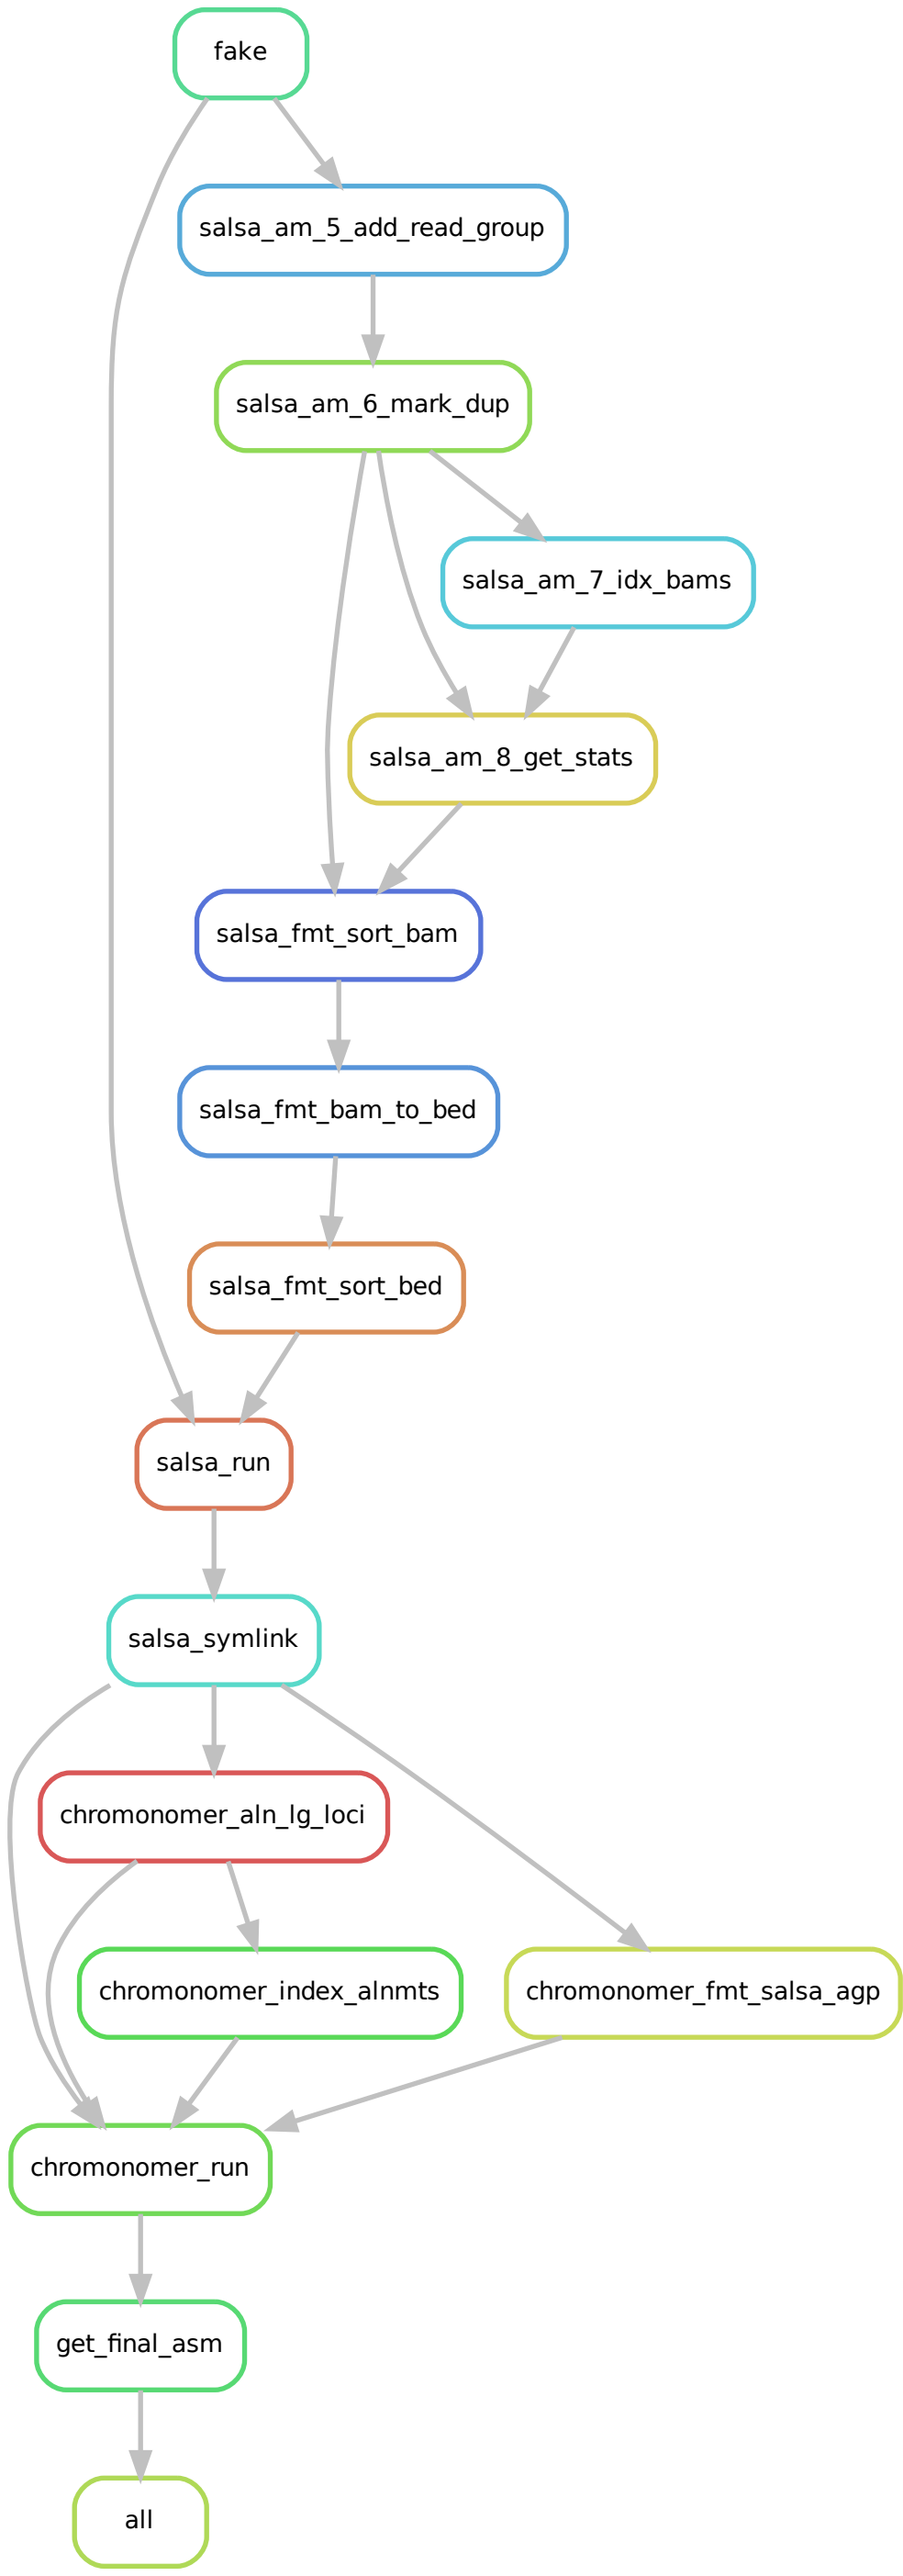 fake
salsa_am_5_add_read_group
salsa_am_6_mark_dup
salsa_am_7_idx_bams
salsa_am_8_get_stats
salsa_fmt_sort_bam
salsa_fmt_bam_to_bed
salsa_fmt_sort_bed
salsa_run
salsa_symlink
chromonomer_aln_lg_loci
chromonomer_index_alnmts
chromonomer_fmt_salsa_agp
chromonomer_run
get_final_asm
all